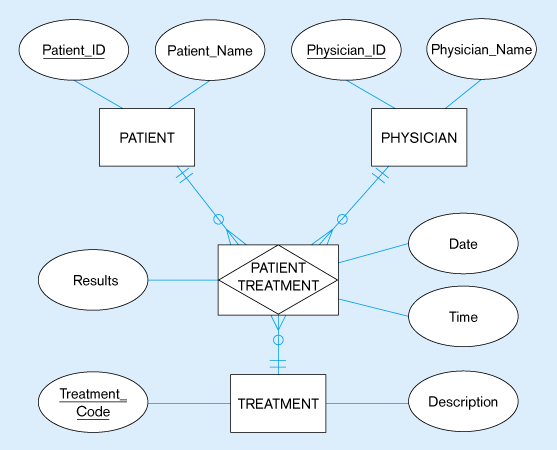 Patient_ID
Patient_Name
Physician_ID
Physician_Name
PATIENT
PHYSICIAN
Results
PATIENT
TREATMENT
Date
Time
Treatment_
Code
TREATMENT
Description